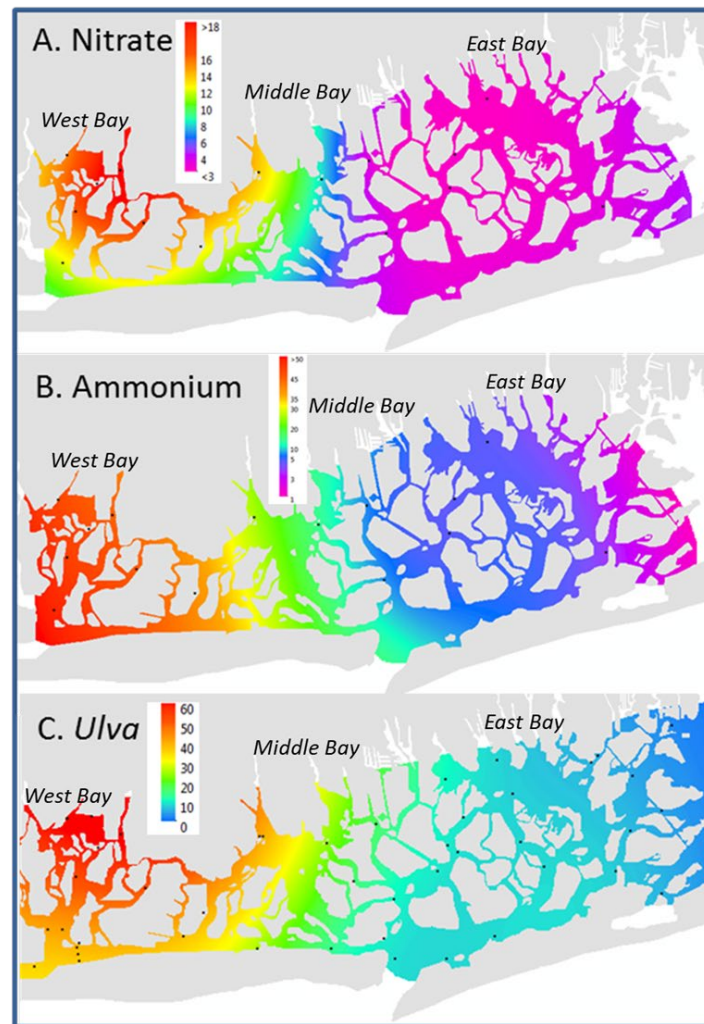 A. Nitrate
>18
16
14
12
10
8
6
4
<3
West Bay
Middle Bay
East Bay
B. Ammonium
>50
45
35
30
20
10
5
3
1
West Bay
Middle Bay
East Bay
C. Ulva
60
50
40
30
20
10
0
West Bay
Middle Bay
East Bay